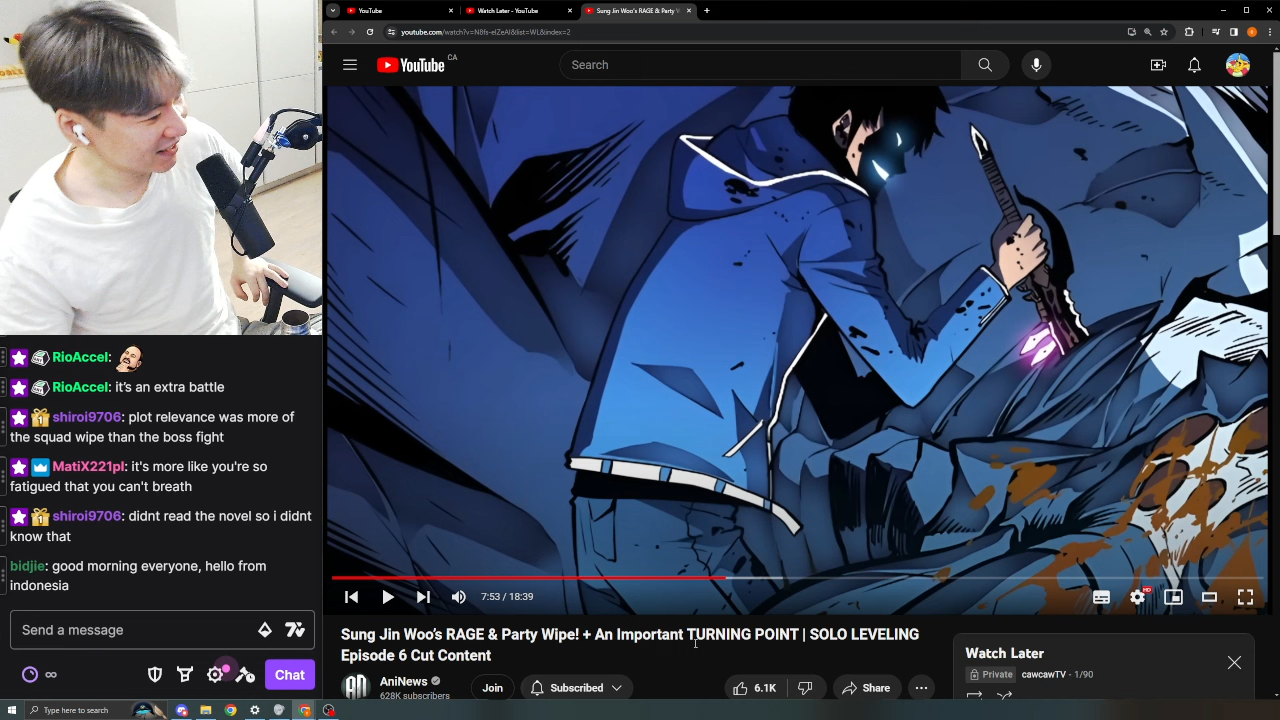 YouTube
Watch Later - YouTube
Sung Jin Woo's RAGE & Party W
youtube.com/watch?v=N8fs-eIZeAI&list=WL&index=2
YouTube CA
Search
RioAccel:
RioAccel: it's an extra battle
shiroi9706: plot relevance was more of
the squad wipe than the boss fight
MatiX221pl: it's more like you're so
fatigued that you can't breath
shiroi9706: didnt read the novel so i didnt
know that
bidjie: good morning everyone, hello from
indonesia
Send a message
Chat
7:53 / 18:39
HD
Sung Jin Woo's RAGE & Party Wipe! + An Important TURNING POINT | SOLO LEVELING
Episode 6 Cut Content
AniNews
628K subscribers
Join
Subscribed
6.1K
Share
Watch Later
Private cawcawTV - 1/90
Type here to search